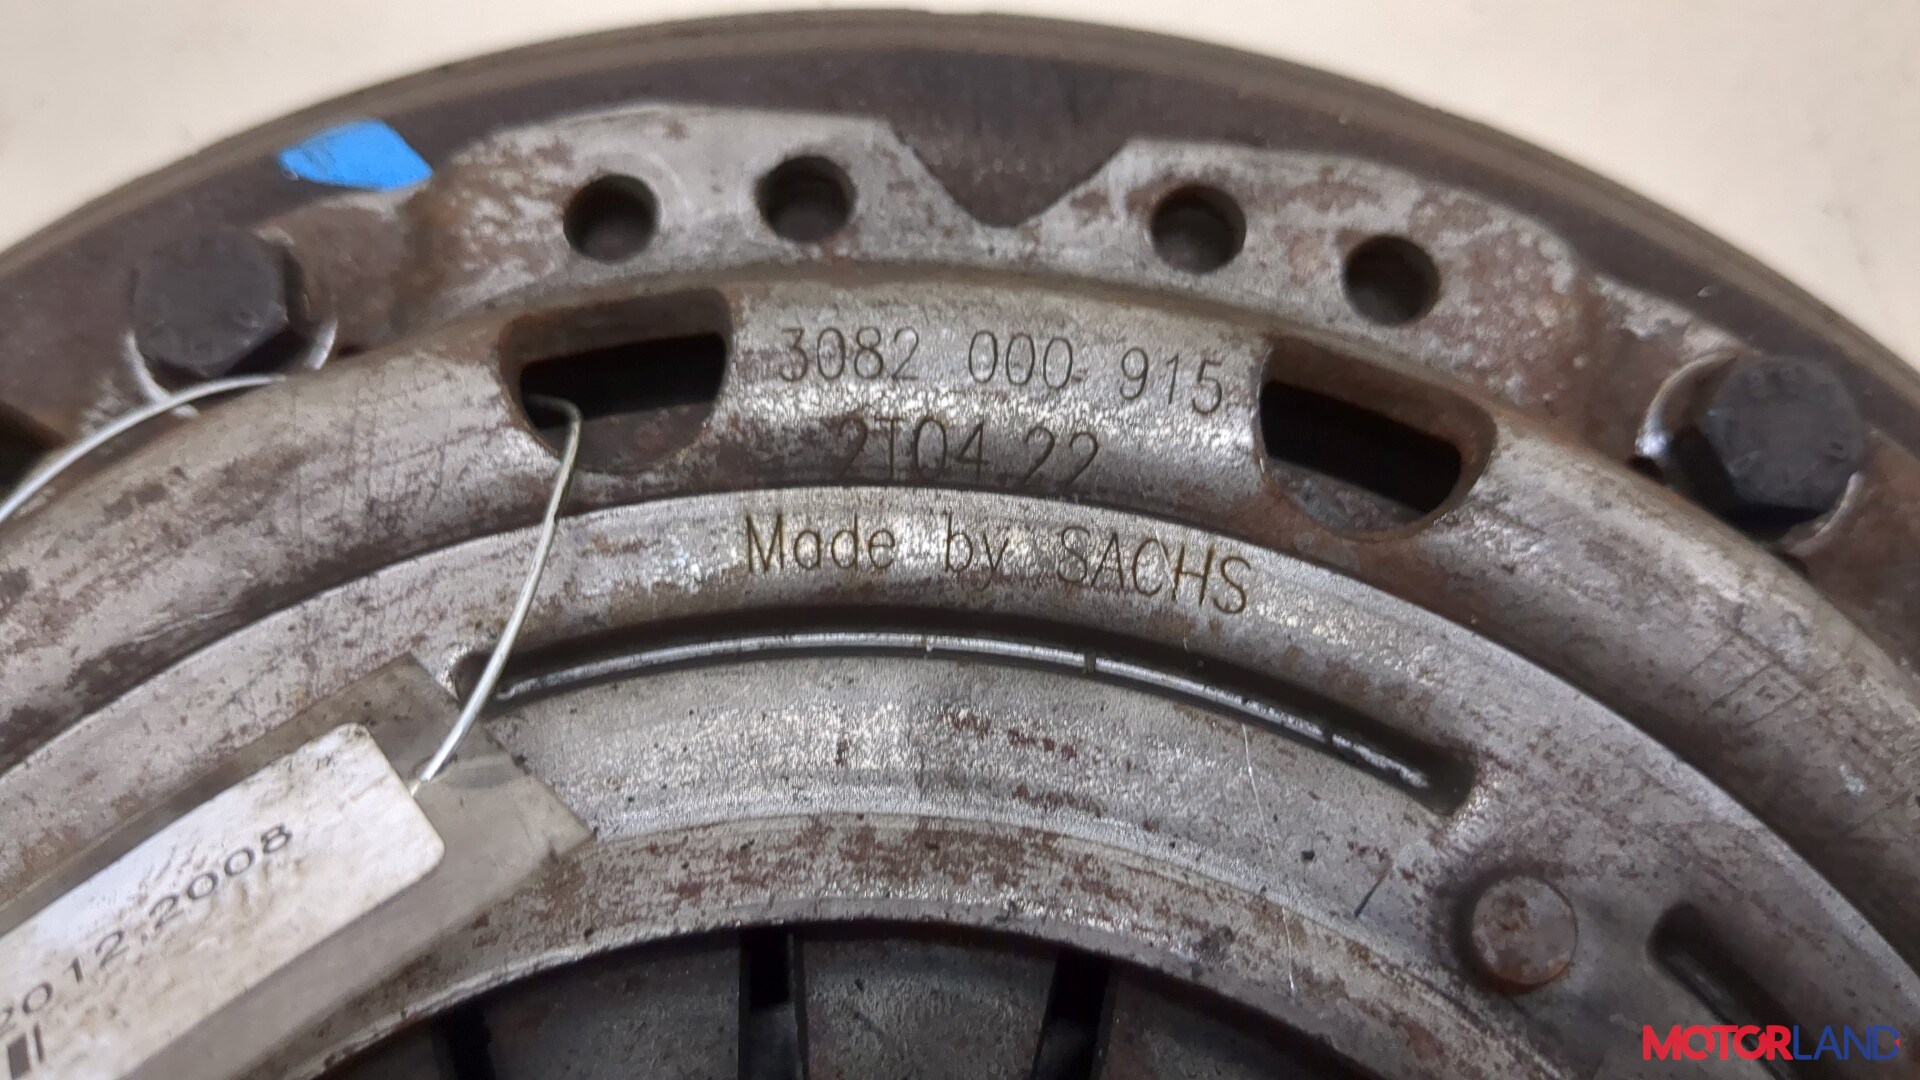 3082 000 915
2T04.22
Made by SACHS
2012.2008
MOTORLAND